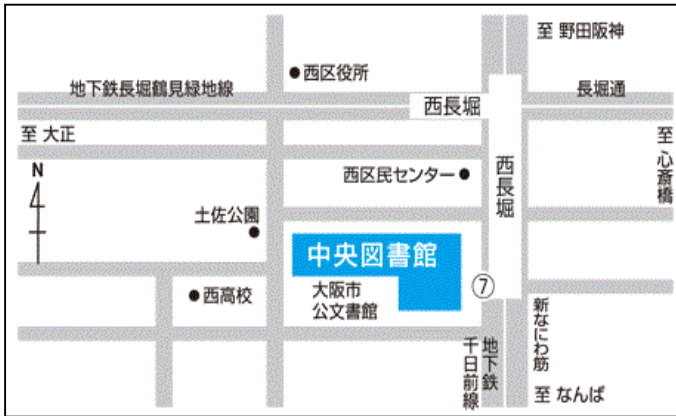 至 野田阪神
西区役所
地下鉄長堀鶴見緑地線
西長堀
長堀通
至 大正
至 心斎橋
N
西区民センター
西長堀
土佐公園
中央図書館
大阪市
公文書館
⑦
西高校
新なにわ筋
地下鉄
千日前線
至 なんば